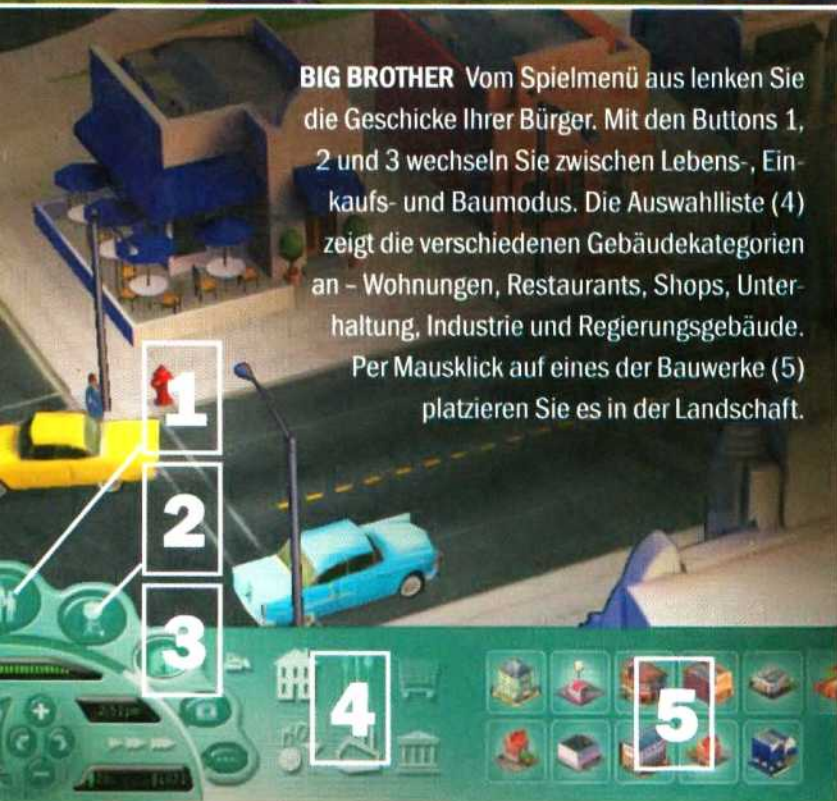 BIG BROTHER Vom Spielmenü aus lenken Sie
die Geschicke Ihrer Bürger. Mit den Buttons 1,
2 und 3 wechseln Sie zwischen Lebens-, Ein-
kaufs- und Baumodus. Die Auswahlliste (4)
zeigt die verschiedenen Gebäudekategorien
an – Wohnungen, Restaurants, Shops, Unter-
haltung, Industrie und Regierungsgebäude.
Per Mausklick auf eines der Bauwerke (5)
platzieren Sie es in der Landschaft.
1
2
3
4
5